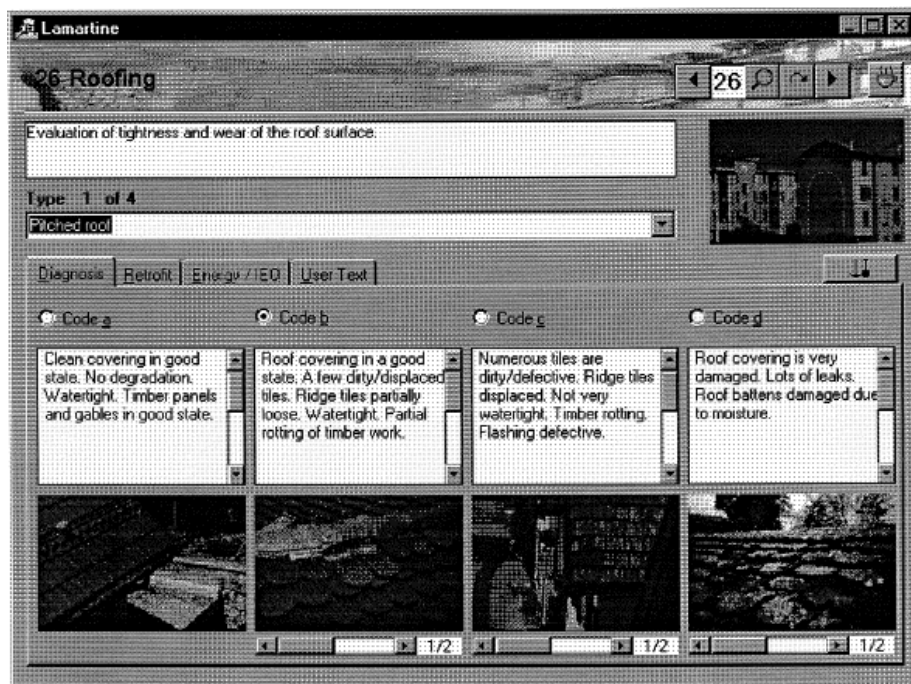 Lamartine
26 Roofing
26
Evaluation of tightness and wear of the roof surface.
Type 1 of 4
Pitched roof
Diagnosis
Retrofit
Energy / IEQ
User Text
Code a
Code b
Code c
Code d
Clean covering in good
state. No degradation.
Watertight. Timber panels
and gables in good state.
Roof covering in a good
state. A few dirty/displaced
tiles. Ridge tiles partially
loose. Watertight. Partial
rotting of timber work.
Numerous tiles are
dirty/defective. Ridge tiles
displaced. Not very
watertight. Timber rotting.
Flashing defective.
Roof covering is very
damaged. Lots of leaks.
Roof battens damaged due
to moisture.
1/2
1/2
1/2